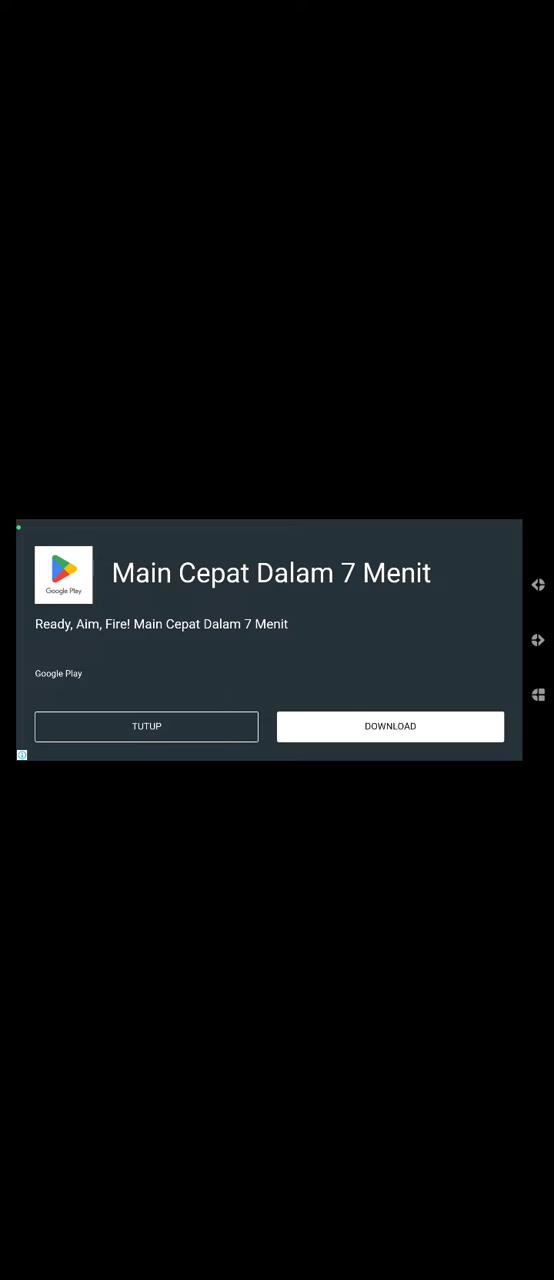 Google Play
Main Cepat Dalam 7 Menit
Ready, Aim, Fire! Main Cepat Dalam 7 Menit
Google Play
TUTUP
DOWNLOAD